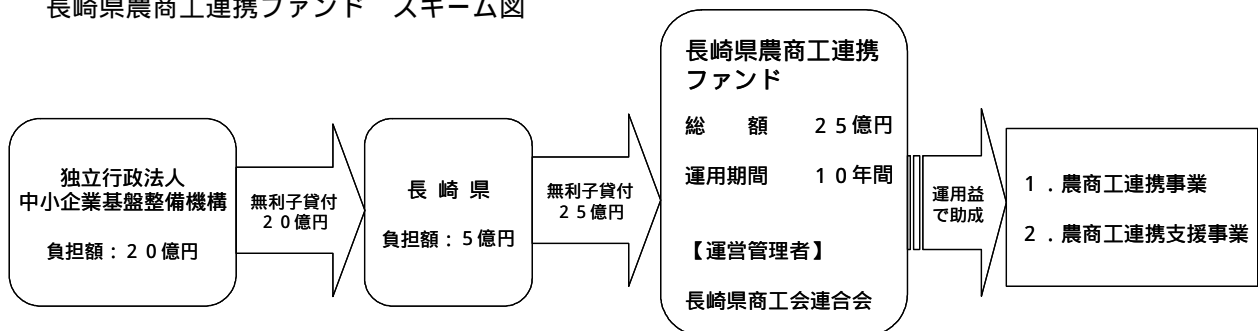 長崎県農商工連携ファンド　スキーム図
独立行政法人
中小企業基盤整備機構
負担額：２０億円
無利子貸付
２０億円
長 崎 県
負担額：５億円
無利子貸付
２５億円
長崎県農商工連携
ファンド
総　　額　　２５億円
運用期間　　１０年間
【運営管理者】
長崎県商工会連合会
運用益
で助成
１．農商工連携事業
２．農商工連携支援事業